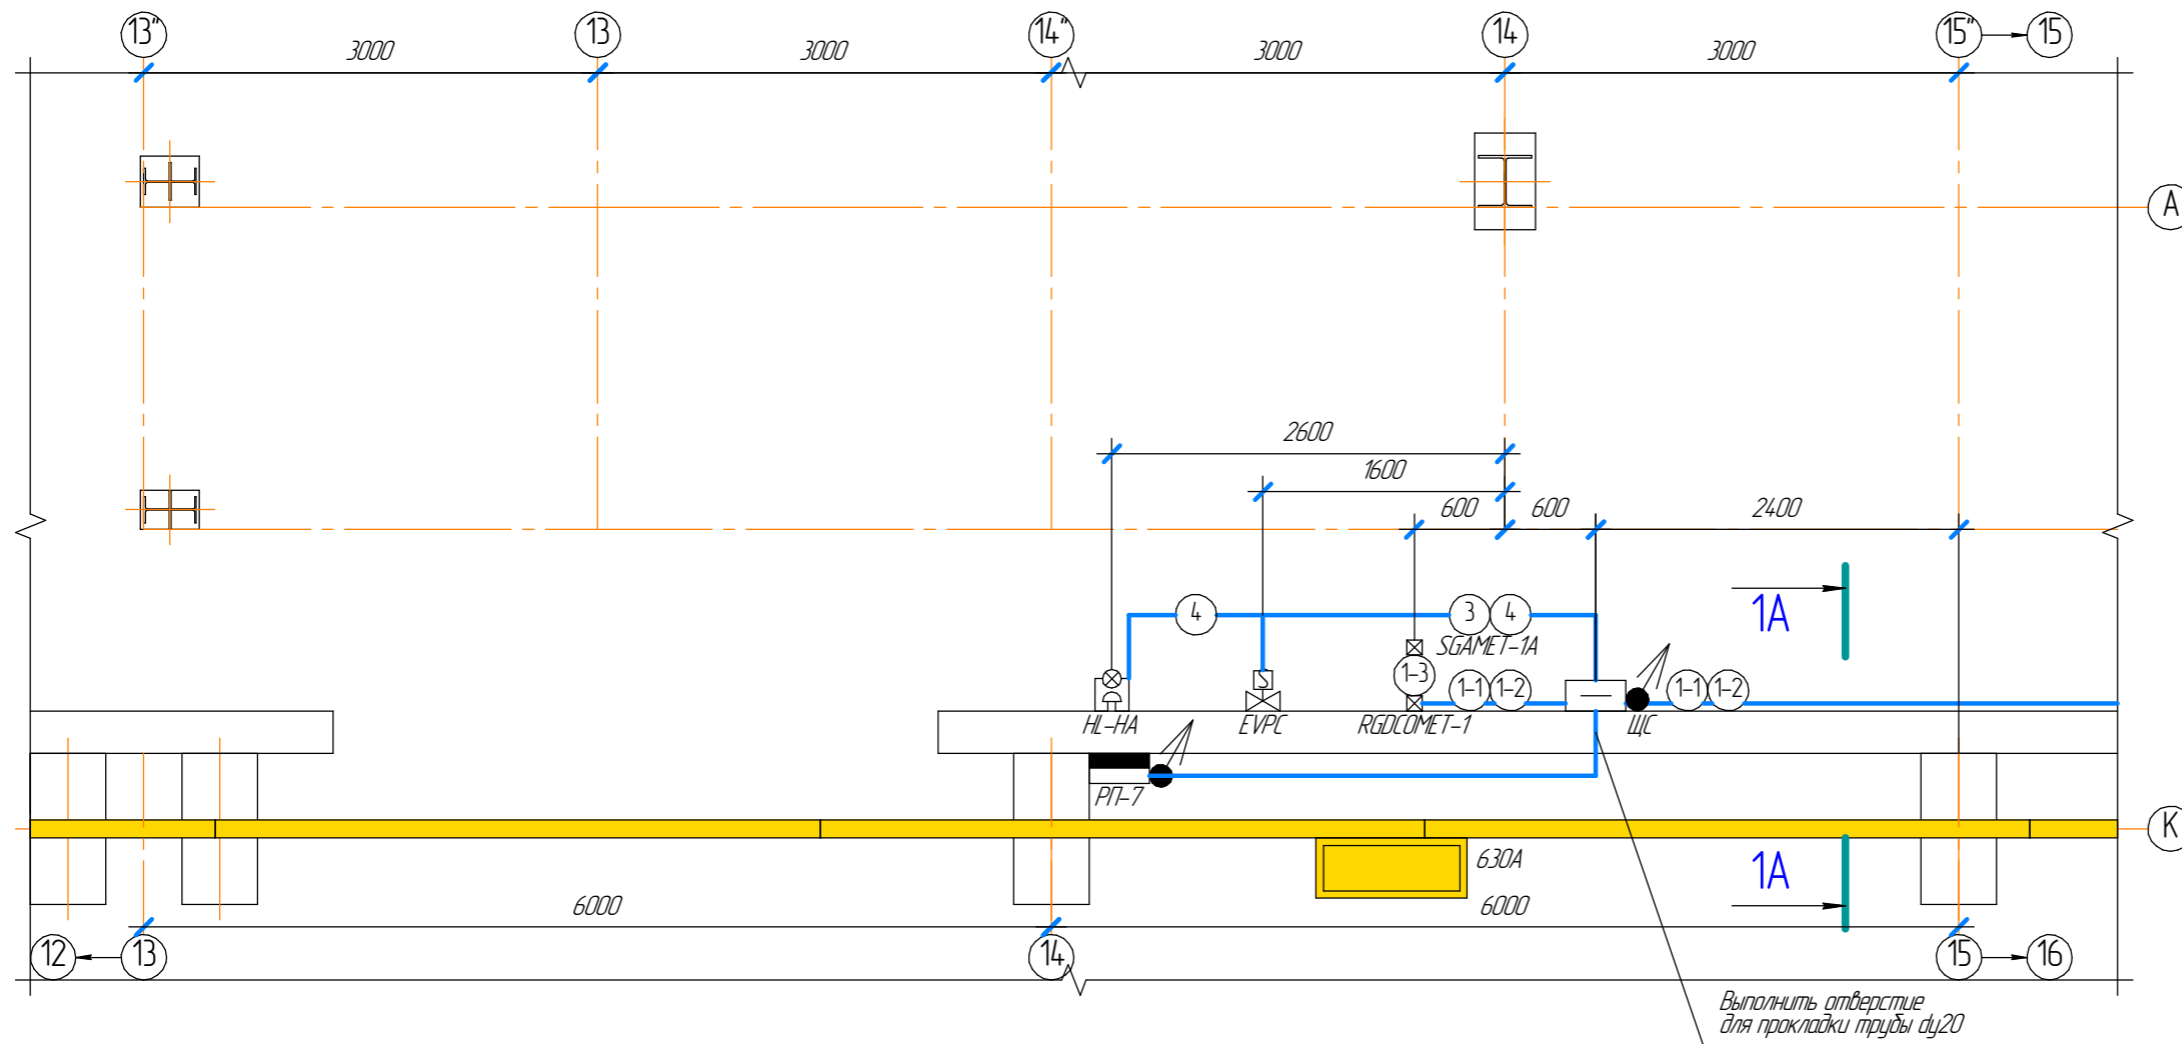 13" 13 14" 14 15" 15
3000 3000 3000 3000
А
2600
1600
600 600 2400
4 3 4
SGAMET-1A
1А
1-3
1-1 1-2 1-1 1-2
HL-HA EVPC RGDCOMET-1 ЩС
РП-7
К
630А
1А
6000 6000
12 13 14 15 16
Выполнить отверстие
для прокладки трубы dy20